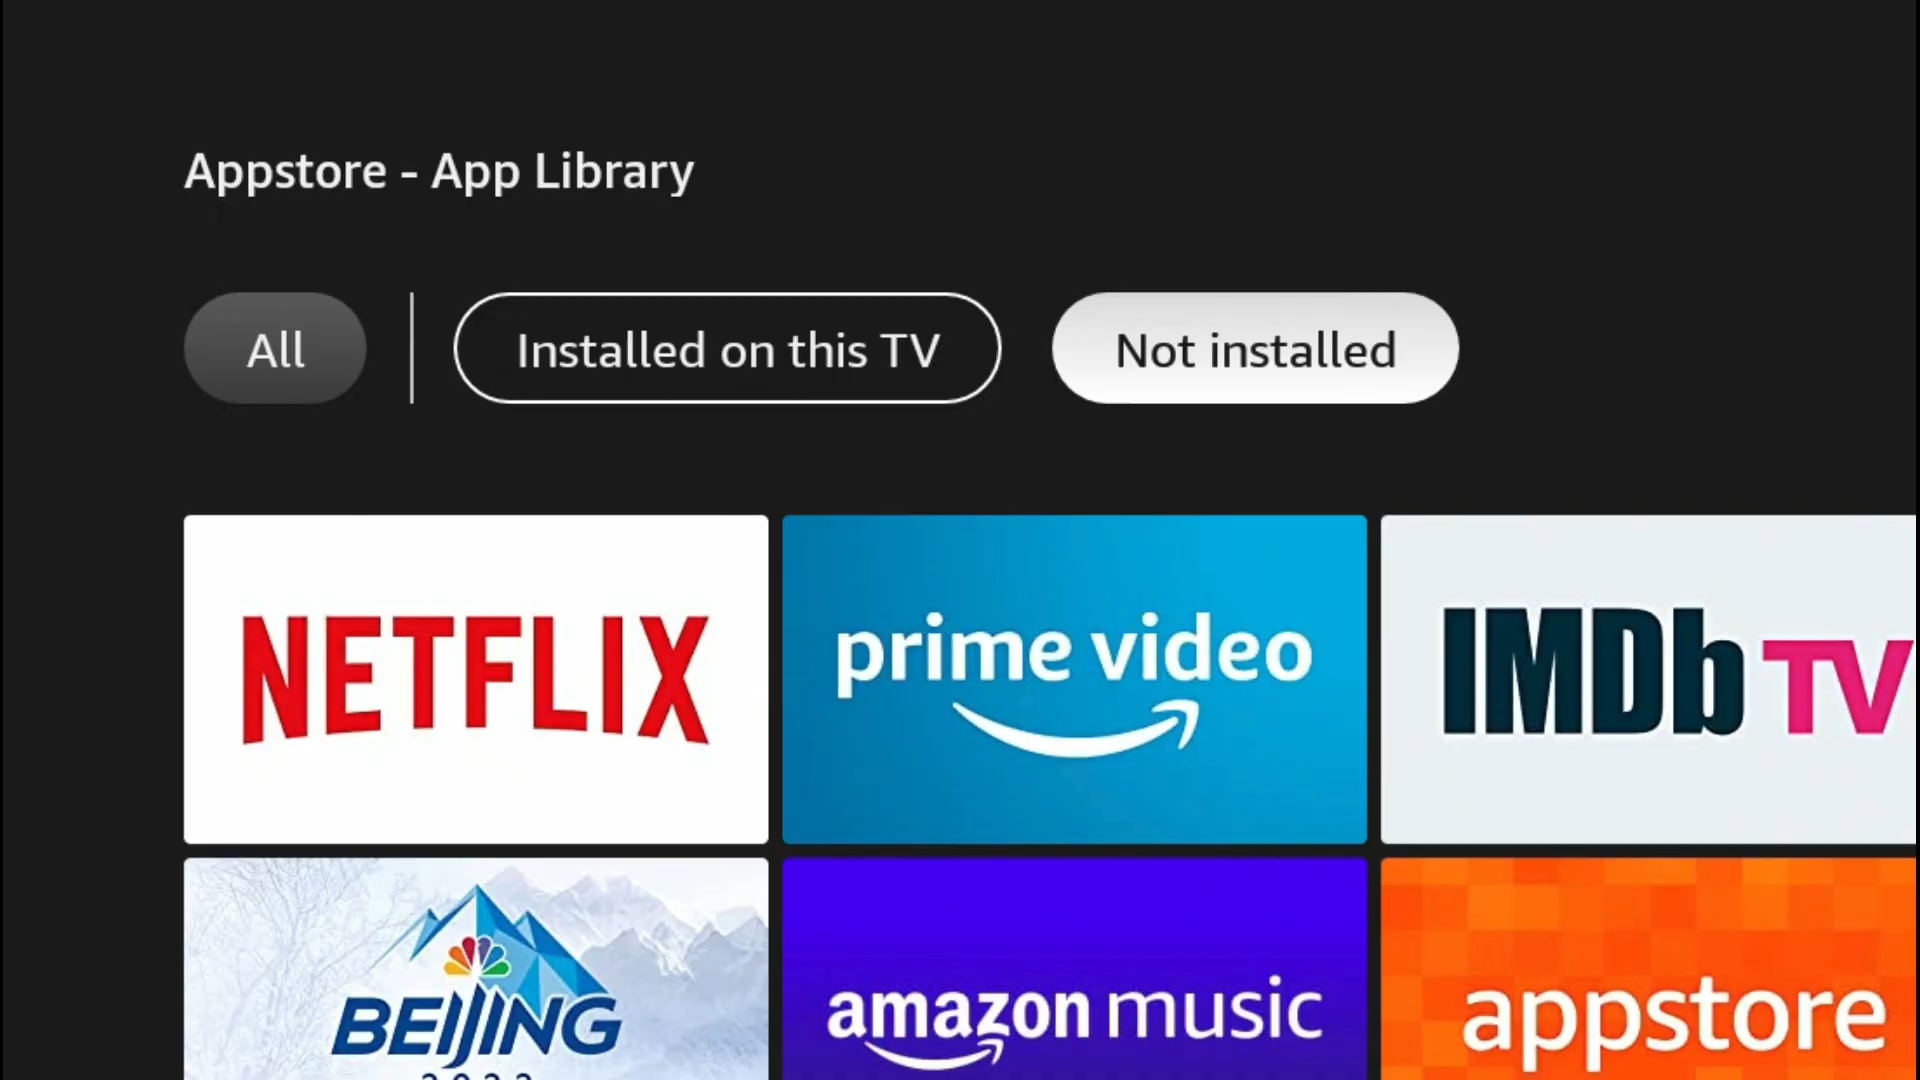 Appstore - App Library
All
Installed on this TV
Not installed
NETFLIX
prime video
IMDb TV
BEIJING
2022
amazon music
appstore